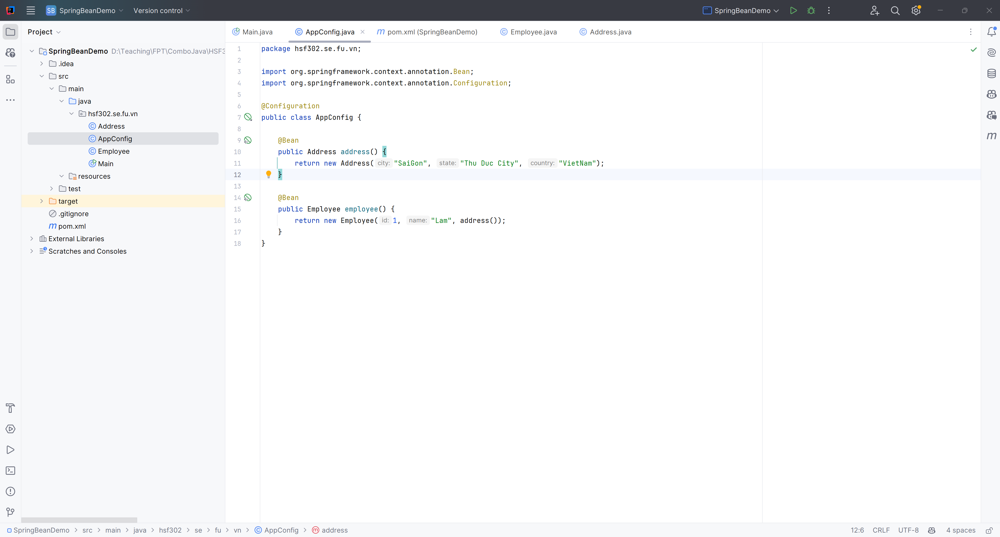 SB SpringBeanDemo Version control SpringBeanDemo
Project
Main.java AppConfig.java pom.xml (SpringBeanDemo) Employee.java Address.java
SpringBeanDemo D:\Teaching\FPT\ComboJava\HSF3
.idea
src
main
java
hsf302.se.fu.vn
Address
AppConfig
Employee
Main
resources
test
target
.gitignore
pom.xml
External Libraries
Scratches and Consoles
1 package hsf302.se.fu.vn;
2
3 import org.springframework.context.annotation.Bean;
4 import org.springframework.context.annotation.Configuration;
5
6 @Configuration
7 public class AppConfig {
8
9 @Bean
10 public Address address() {
11 return new Address( city: "SaiGon", state: "Thu Duc City", country: "VietNam");
12 }
13
14 @Bean
15 public Employee employee() {
16 return new Employee( id: 1, name: "Lam", address());
17 }
18 }
SpringBeanDemo > src > main > java > hsf302 > se > fu > vn > AppConfig > address
12:6 CRLF UTF-8 4 spaces